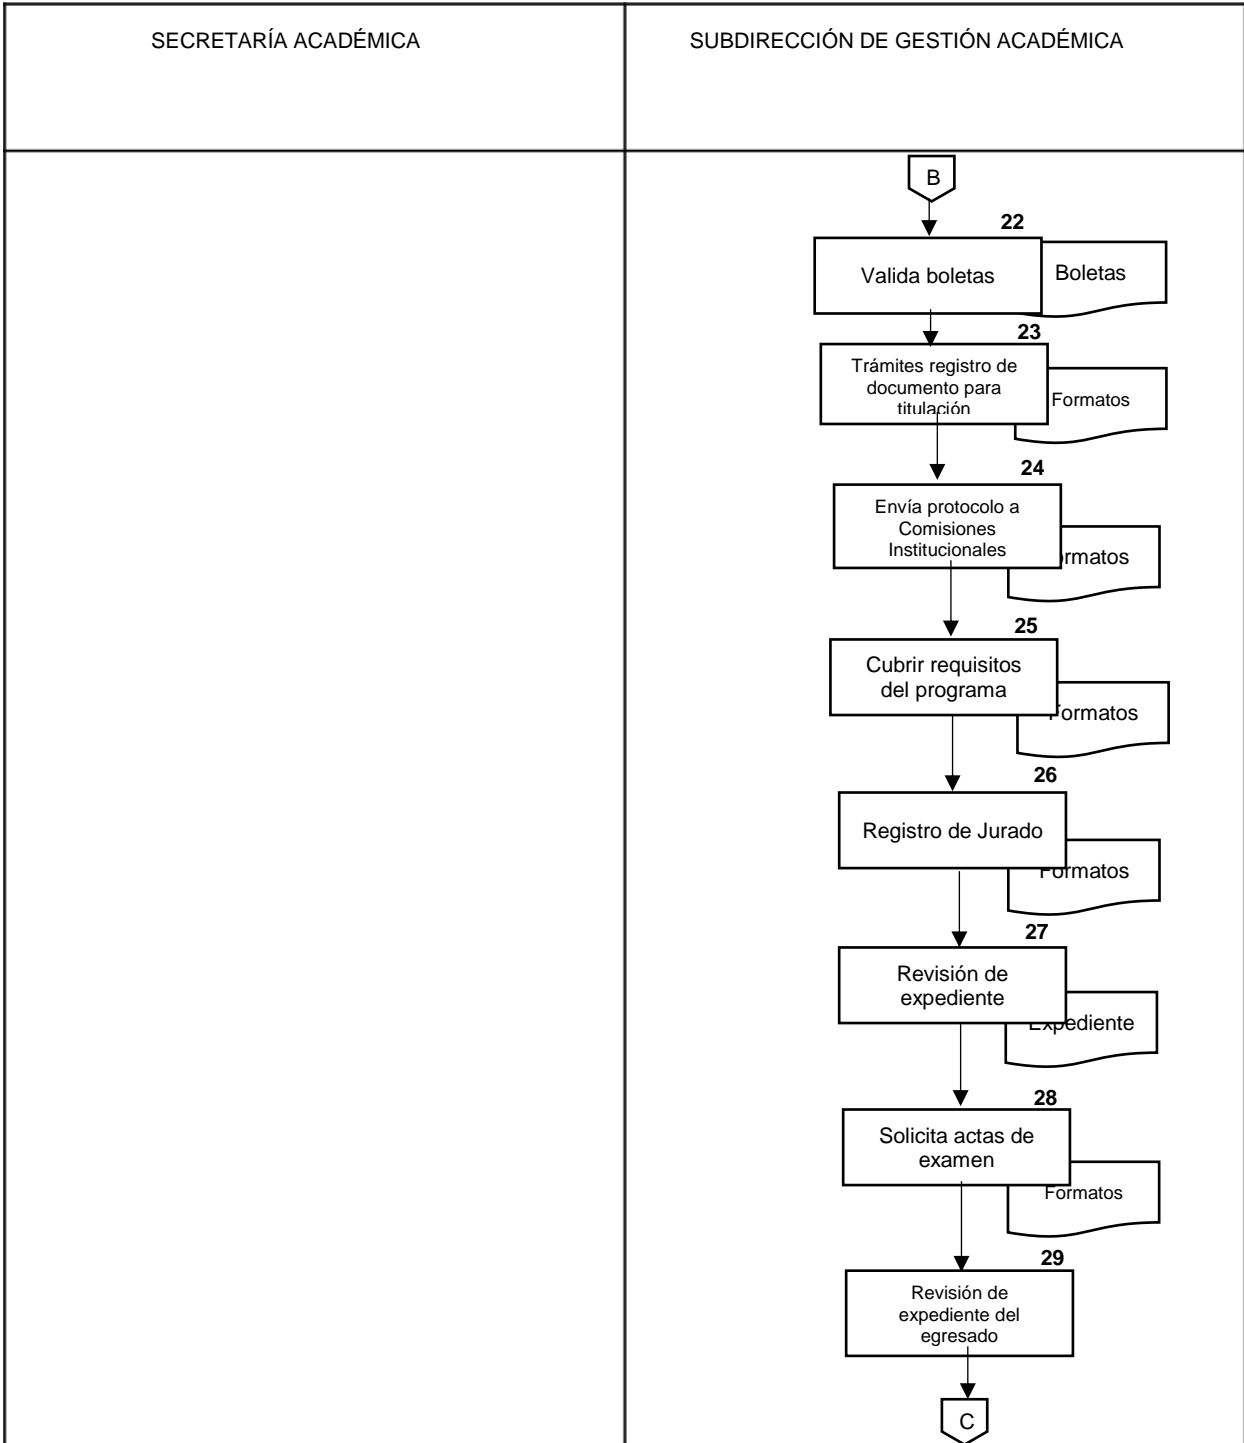 SECRETARÍA ACADÉMICA
SUBDIRECCIÓN DE GESTIÓN ACADÉMICA
B
22
Valida boletas
Boletas
23
Trámites registro de
documento para
titulación
Formatos
24
Envía protocolo a
Comisiones
Institucionales
rmatos
25
Cubrir requisitos
del programa
Formatos
26
Registro de Jurado
Formatos
27
Revisión de
expediente
Expediente
28
Solicita actas de
examen
Formatos
29
Revisión de
expediente del
egresado
C